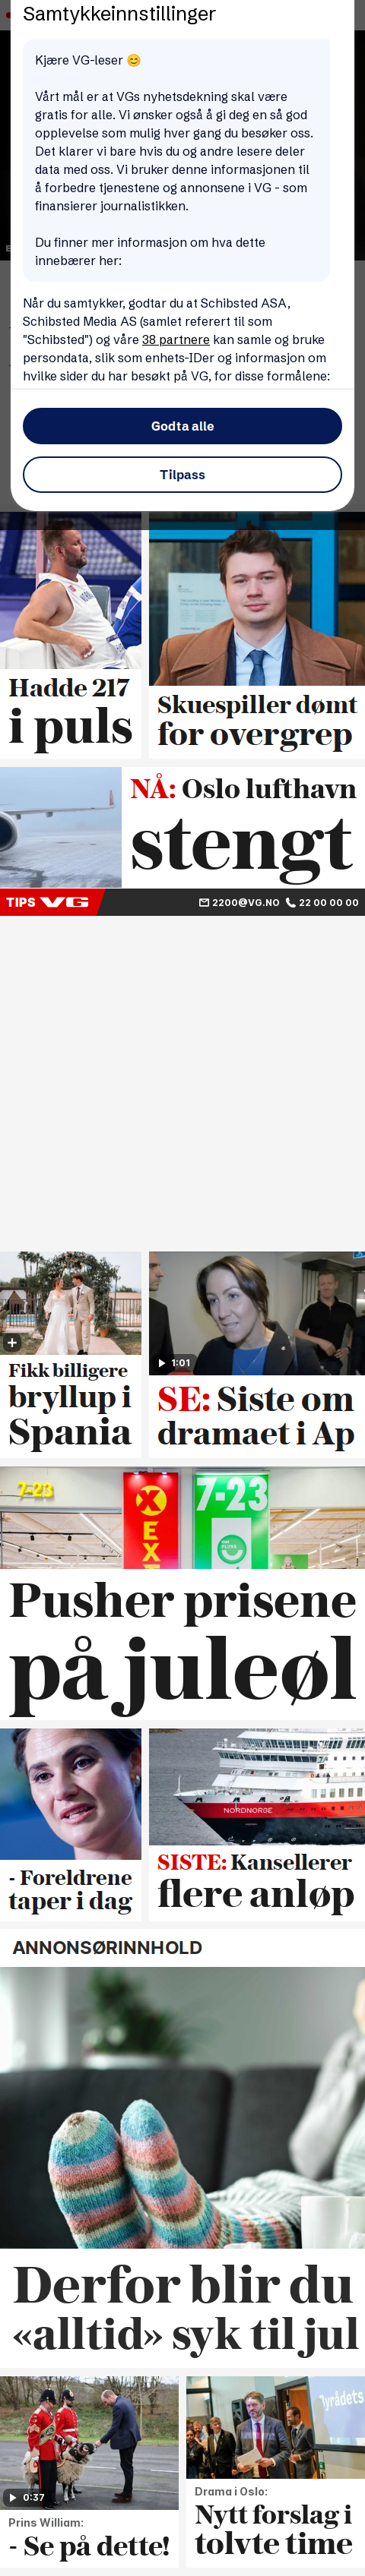 Samtykkeinnstillinger
Kjære VG-leser 😊
Vårt mål er at VGs nyhetsdekning skal være
gratis for alle. Vi ønsker også å gi deg en så god
opplevelse som mulig hver gang du besøker oss.
Det klarer vi bare hvis du og andre lesere deler
data med oss. Vi bruker denne informasjonen til
å forbedre tjenestene og annonsene i VG - som
finansierer journalistikken.
Du finner mer informasjon om hva dette
innebærer her:
Når du samtykker, godtar du at Schibsted ASA,
Schibsted Media AS (samlet referert til som
"Schibsted") og våre 38 partnere kan samle og bruke
persondata, slik som enhets-IDer og informasjon om
hvilke sider du har besøkt på VG, for disse formålene:
Godta alle
Tilpass
Hadde 217
i puls
Skuespiller dømt
for overgrep
NÅ: Oslo lufthavn
stengt
TIPS VG
2200@VG.NO 22 00 00 00
Fikk billigere
bryllup i
Spania
1:01
SE: Siste om
dramaet i Ap
7-23
EXT
7-23
Pusher prisene
på juleøl
- Foreldrene
taper i dag
NORDNORGE
SISTE: Kansellerer
flere anløp
ANNONSØRINNHOLD
Derfor blir du
«alltid» syk til jul
0:37
Prins William:
- Se på dette!
Byrådets
Drama i Oslo:
Nytt forslag i
tolvte time